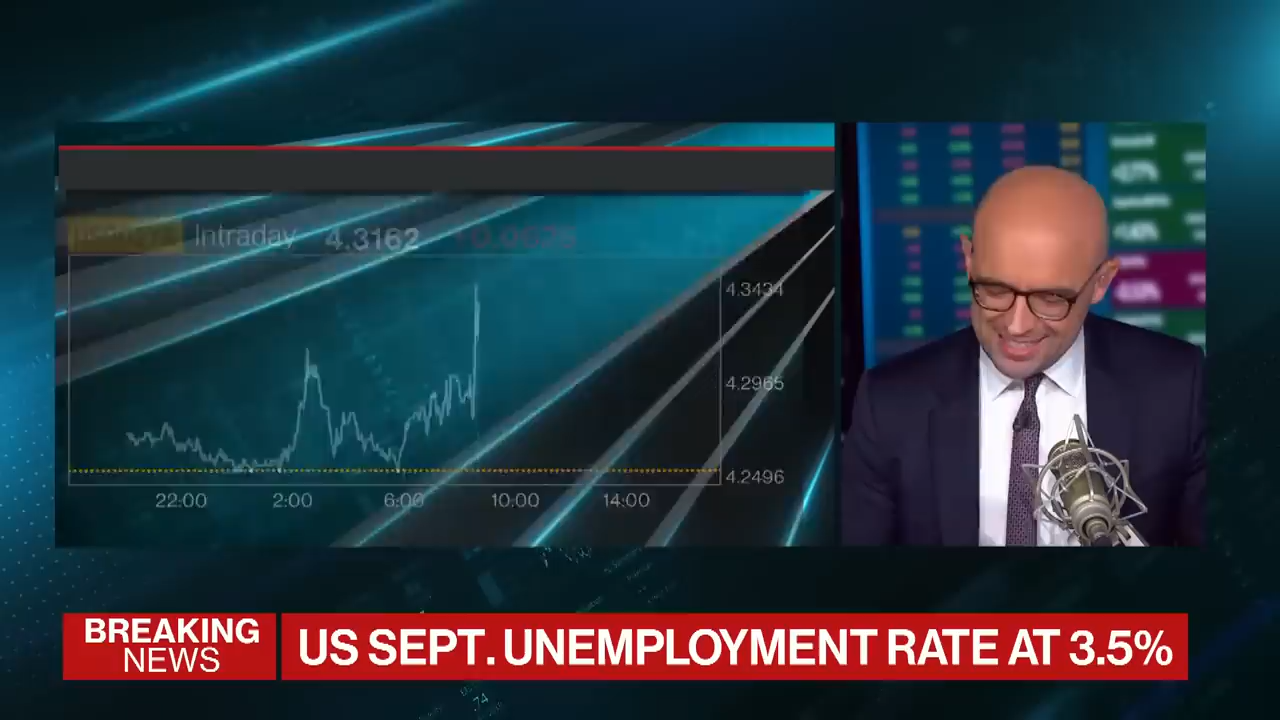 Intraday 4.3162
4.3434
4.2965
4.2496
22:00 2:00 6:00 10:00 14:00
BREAKING
NEWS
US SEPT. UNEMPLOYMENT RATE AT 3.5%
74